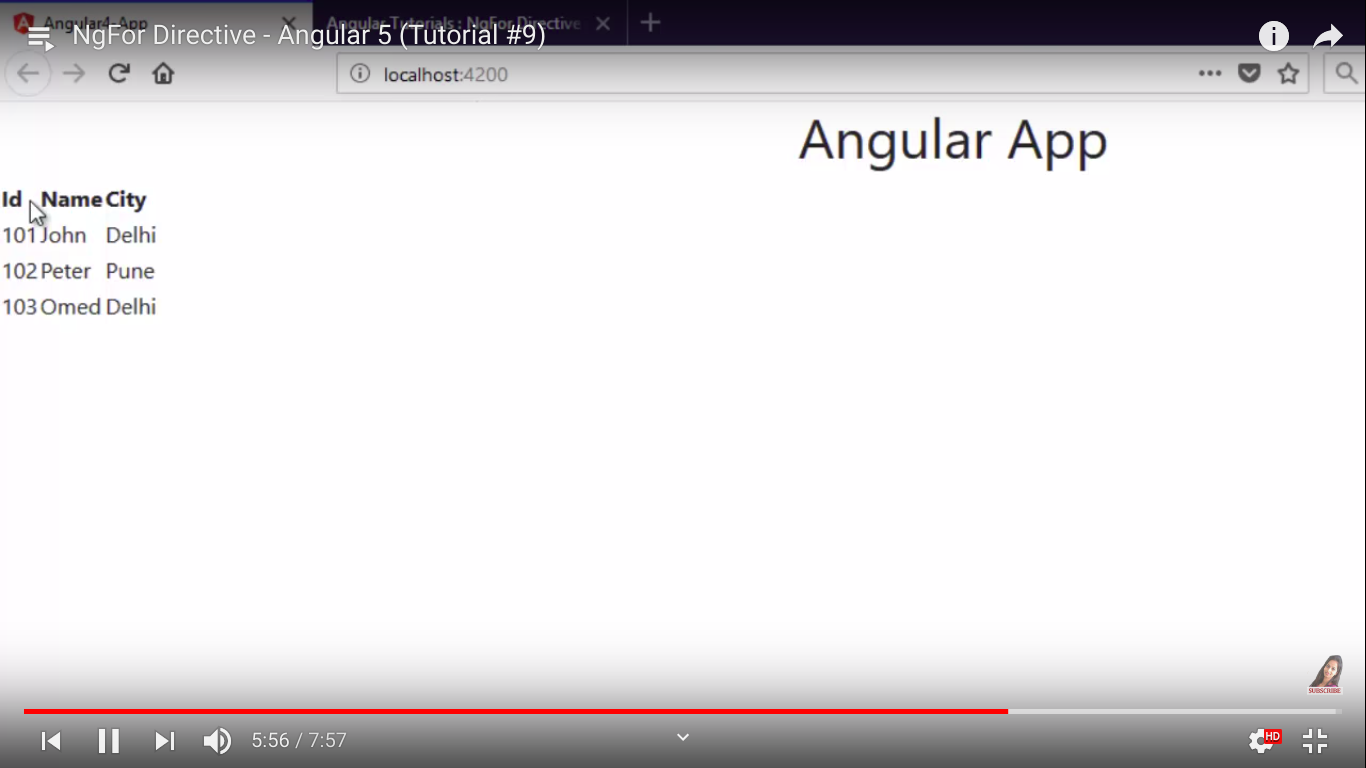 Angular4-App
Angular Tutorials : NgFor Directive
NgFor Directive - Angular 5 (Tutorial #9)
localhost:4200
Angular App
Id Name City
101 John Delhi
102 Peter Pune
103 Omed Delhi
SUBSCRIBE
5:56 / 7:57
HD